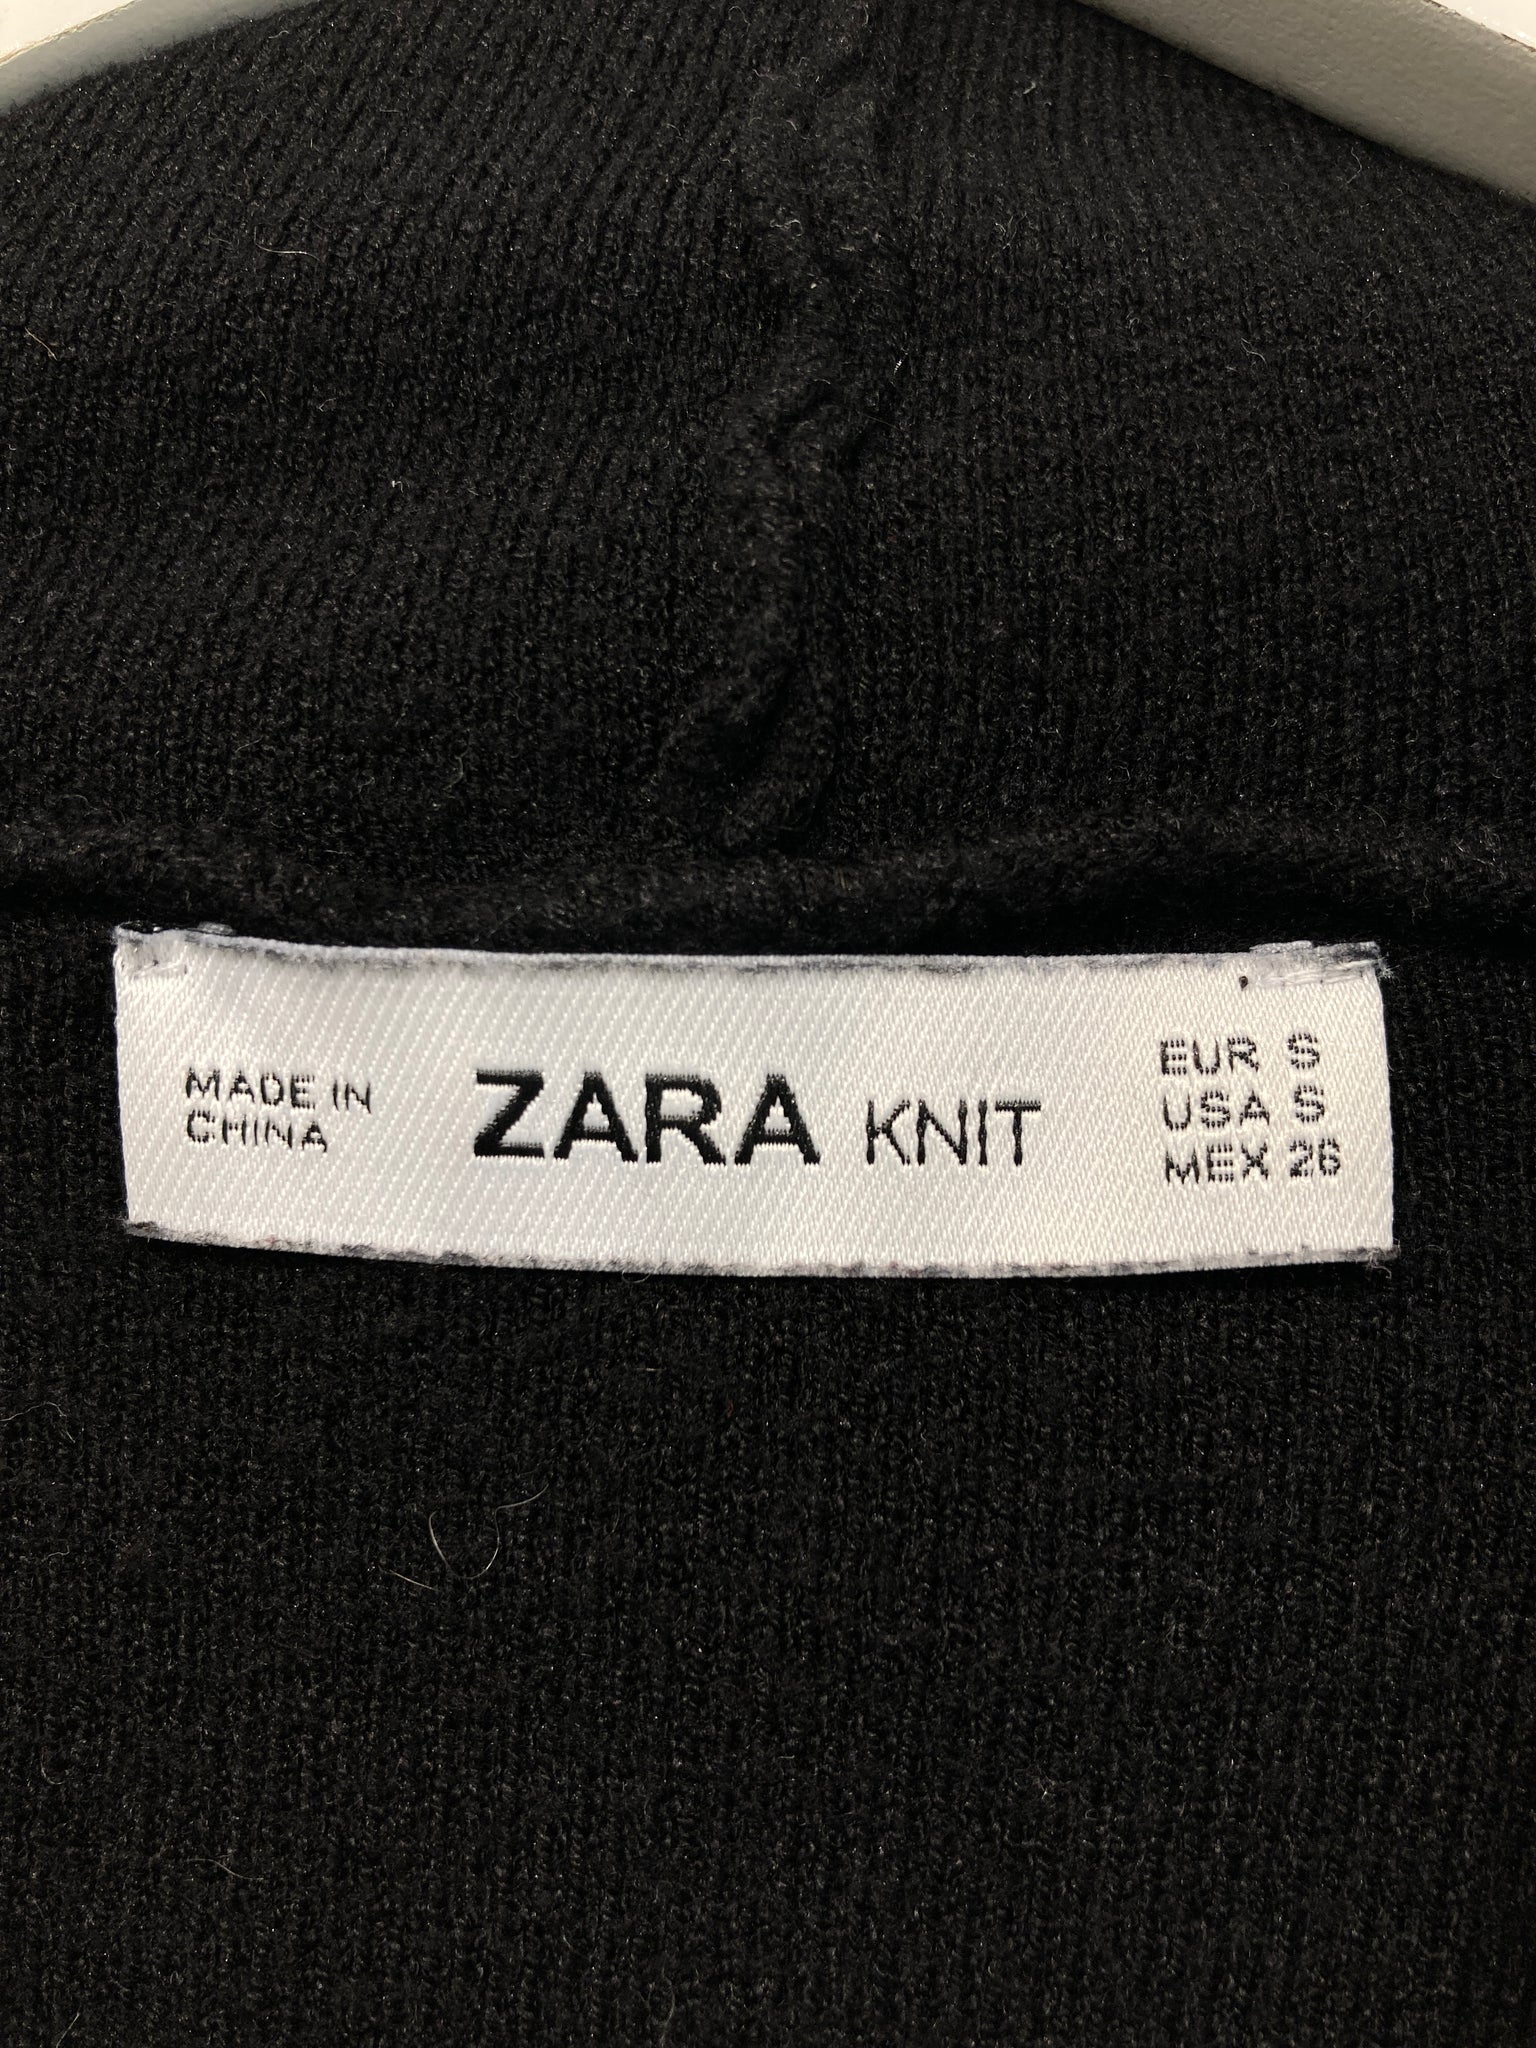 MADE IN
CHINA
ZARA KNIT
EUR S
USA S
MEX 26